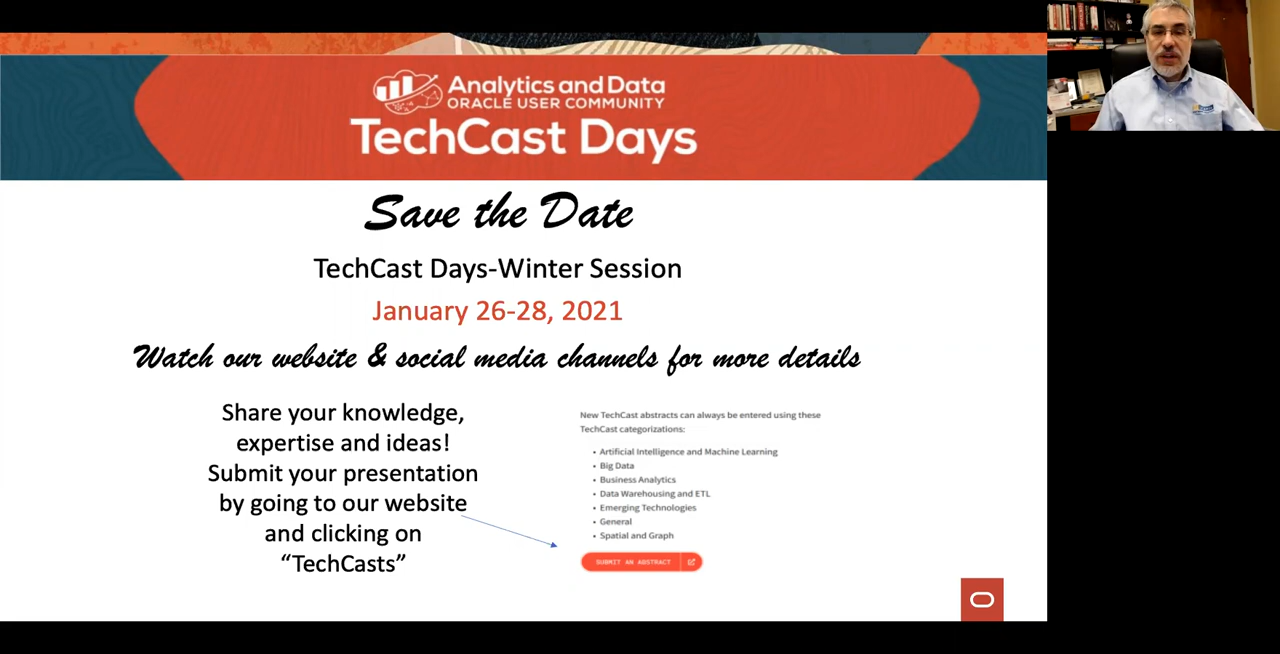 Analytics and Data
ORACLE USER COMMUNITY
TechCast Days
Save the Date
TechCast Days-Winter Session
January 26-28, 2021
Watch our website & social media channels for more details
Share your knowledge,
expertise and ideas!
Submit your presentation
by going to our website
and clicking on
“TechCasts”
New TechCast abstracts can always be entered using these
TechCast categorizations:
• Artificial Intelligence and Machine Learning
• Big Data
• Business Analytics
• Data Warehousing and ETL
• Emerging Technologies
• General
• Spatial and Graph
SUBMIT AN ABSTRACT